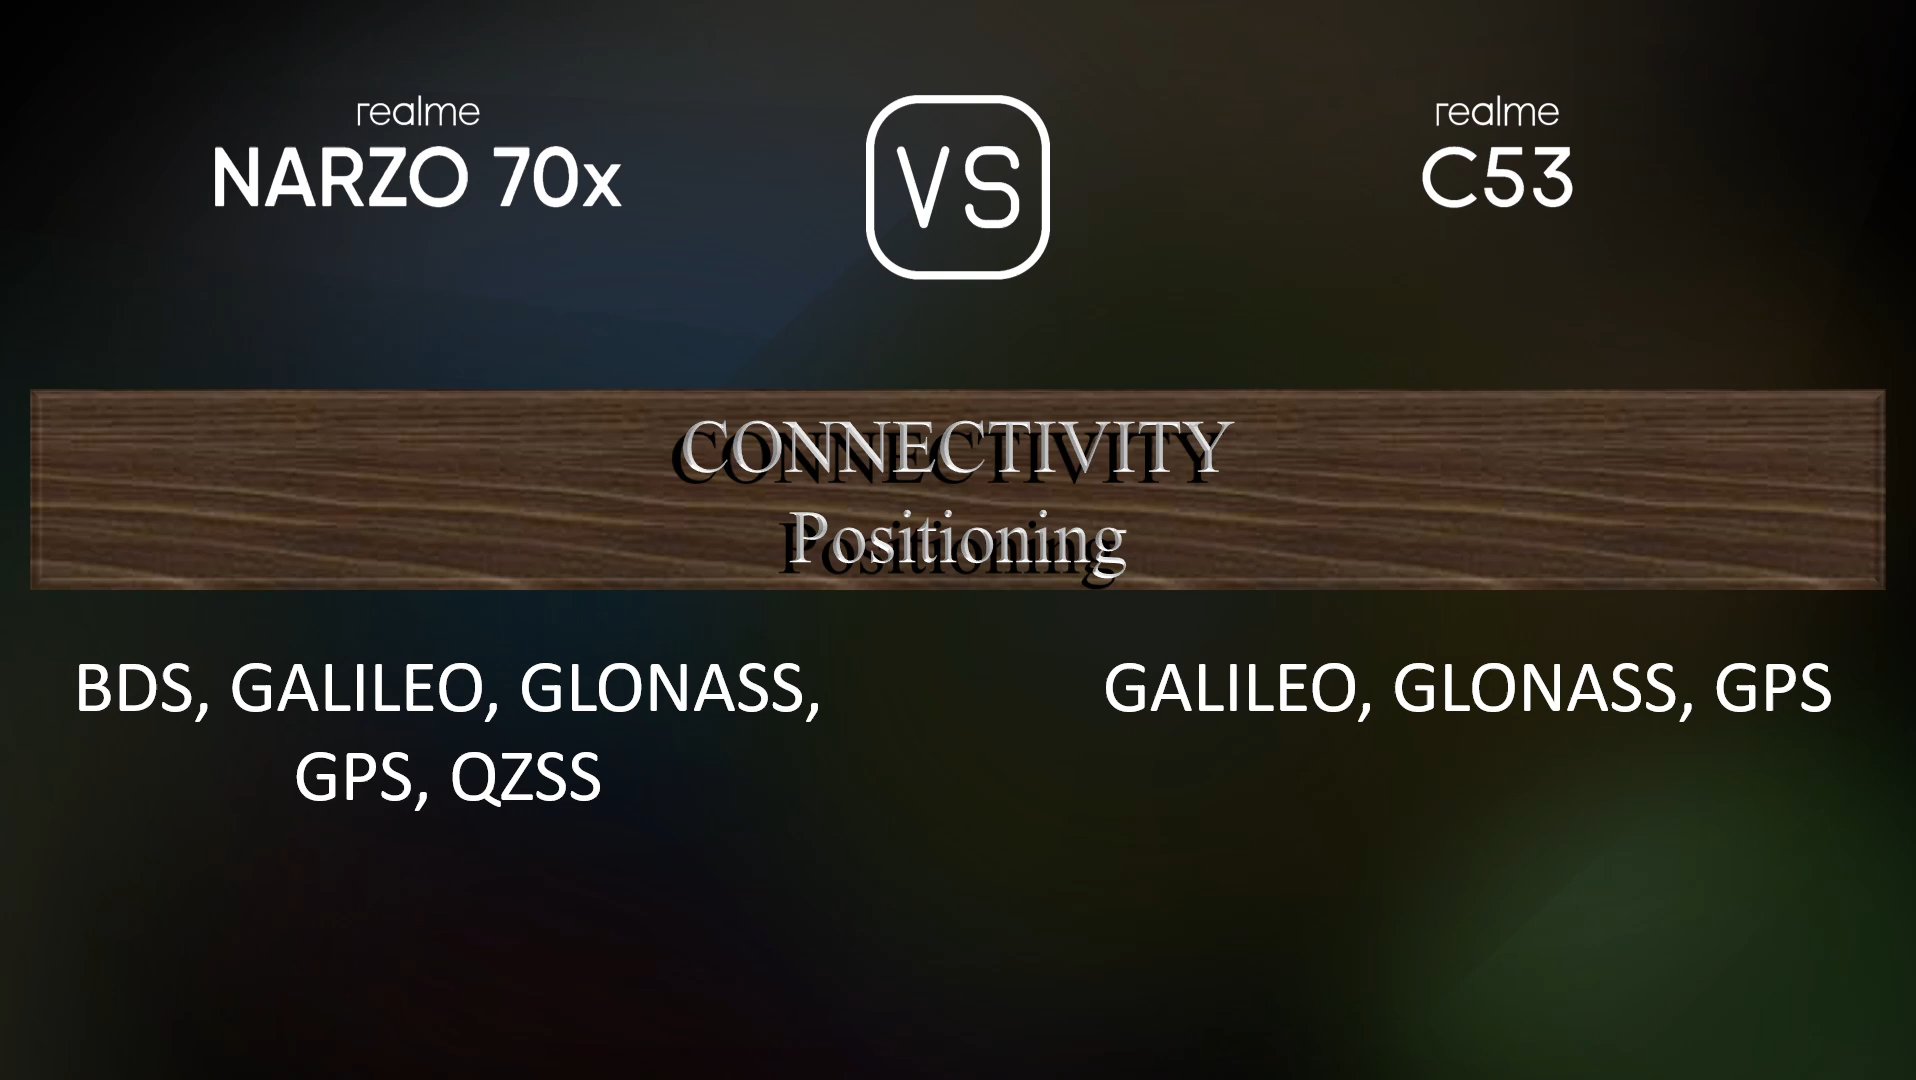 realme
NARZO 70x
VS
realme
C53
CONNECTIVITY
Positioning
BDS, GALILEO, GLONASS,
GPS, QZSS
GALILEO, GLONASS, GPS